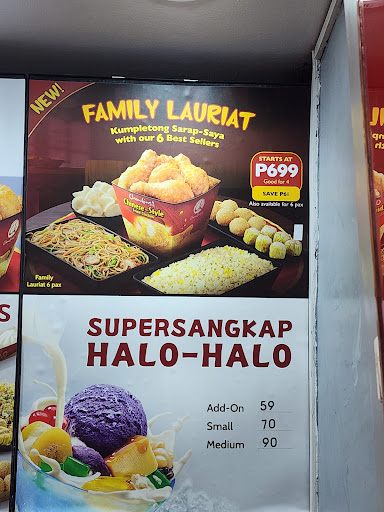 NEW!
FAMILY LAURIAT
Kumpletong Sarap-Saya
with our 6 Best Sellers
STARTS AT
P699
Good for 4
SAVE P61
Also available for 6 pax
Chinese-Style
Family
Lauriat 6 pax
S
SUPERSANGKAP
HALO-HALO
Add-On 59
Small 70
Medium 90